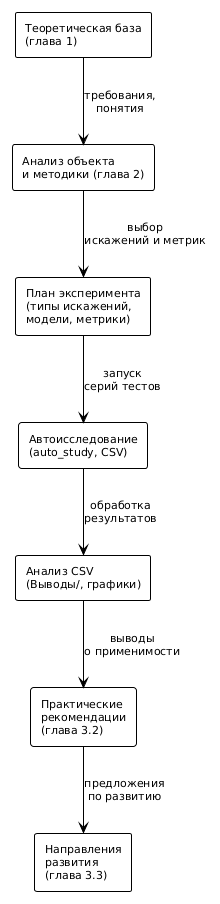 Теоретическая база
(глава 1)
требования,
понятия
Анализ объекта
и методики (глава 2)
выбор
искажений и метрик
План эксперимента
(типы искажений,
модели, метрики)
запуск
серий тестов
Автоисследование
(auto_study, CSV)
обработка
результатов
Анализ CSV
(Выводы/, графики)
выводы
о применимости
Практические
рекомендации
(глава 3.2)
предложения
по развитию
Направления
развития
(глава 3.3)